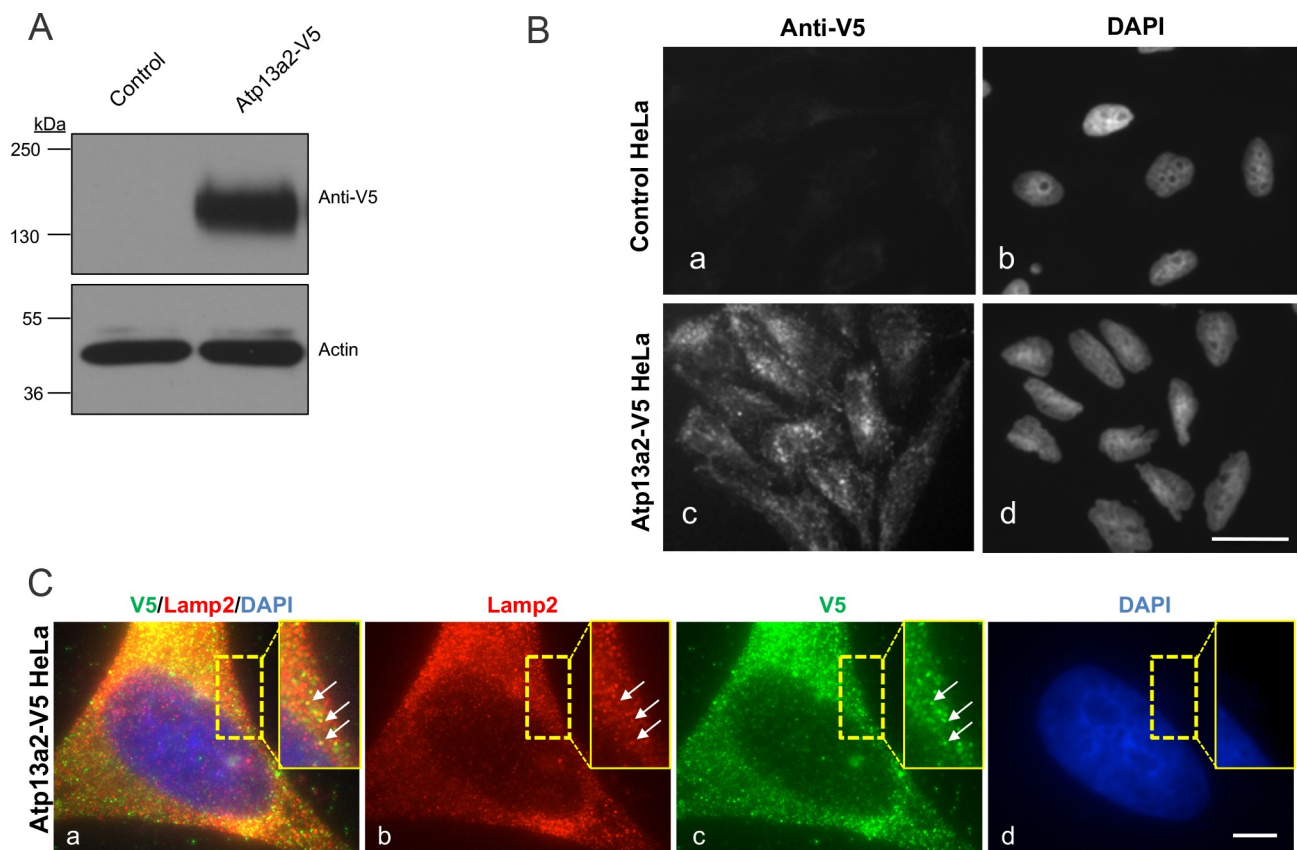 A
Control
Atp13a2-V5
kDa
250
130
Anti-V5
55
36
Actin
B
Anti-V5
DAPI
Control HeLa
a
b
Atp13a2-V5 HeLa
c
d
C
V5/Lamp2/DAPI
Lamp2
V5
DAPI
Atp13a2-V5 HeLa
a
b
c
d